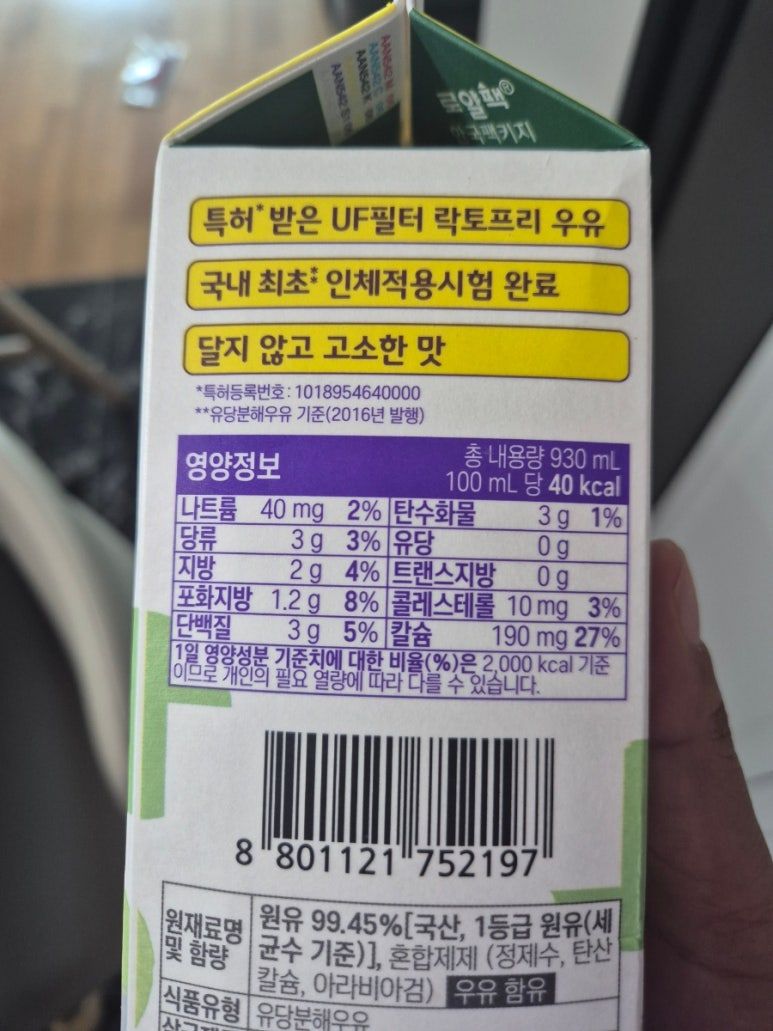 로얄팩®
한국팩키지
특허* 받은 UF필터 락토프리 우유
국내 최초** 인체적용시험 완료
달지 않고 고소한 맛
*특허등록번호: 1018954640000
**유당분해우유 기준(2016년 발행)
영양정보
총 내용량 930 mL
100 mL 당 40 kcal
나트륨 40 mg 2% 탄수화물 3 g 1%
당류 3 g 3% 유당 0 g
지방 2 g 4% 트랜스지방 0 g
포화지방 1.2 g 8% 콜레스테롤 10 mg 3%
단백질 3 g 5% 칼슘 190 mg 27%
1일 영양성분 기준치에 대한 비율(%)은 2,000 kcal 기준
이므로 개인의 필요 열량에 따라 다를 수 있습니다.
8 801121 752197
원재료명 및 함량
원유 99.45%[국산, 1등급 원유(세
균수 기준)], 혼합제제 (정제수, 탄산
칼슘, 아라비아검) 우유 함유
식품유형 유당분해우유